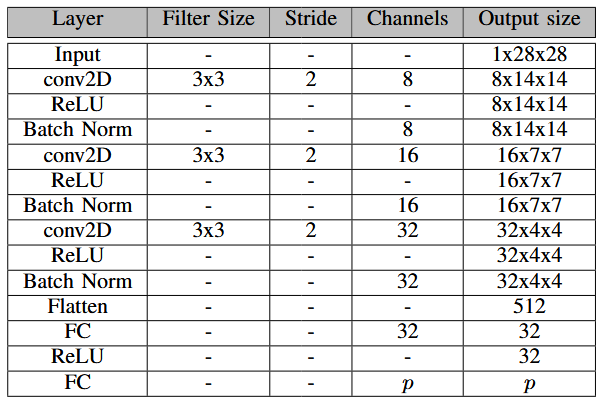 Layer Filter Size Stride Channels Output size
Input - - - 1x28x28
conv2D 3x3 2 8 8x14x14
ReLU - - - 8x14x14
Batch Norm - - 8 8x14x14
conv2D 3x3 2 16 16x7x7
ReLU - - - 16x7x7
Batch Norm - - 16 16x7x7
conv2D 3x3 2 32 32x4x4
ReLU - - - 32x4x4
Batch Norm - - 32 32x4x4
Flatten - - - 512
FC - - 32 32
ReLU - - - 32
FC - - p p